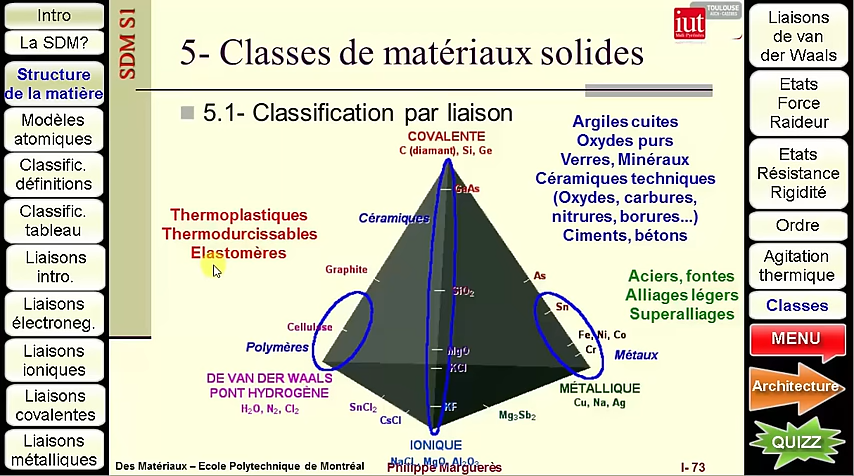 Intro
La SDM?
Structure
de la matière
Modèles
atomiques
Classific.
définitions
Classific.
tableau
Liaisons
intro.
Liaisons
électroneg.
Liaisons
ioniques
Liaisons
covalentes
Liaisons
métalliques
SDM S1
iut
TOULOUSE
5- Classes de matériaux solides
5.1- Classification par liaison
COVALENTE
C (diamant), Si, Ge
GaAs
Céramiques
Argiles cuites
Oxydes purs
Verres, Minéraux
Céramiques techniques
(Oxydes, carbures,
nitrures, borures...)
Ciments, bétons
Thermoplastiques
Thermodurcissables
Elastomères
Graphite
SiO2
As
Sn
Aciers, fontes
Alliages légers
Superalliages
Cellulose
Polymères
Fe, Ni, Co
Cr
Métaux
MgO
KCl
DE VAN DER WAALS
PONT HYDROGÈNE
H2O, N2, Cl2
MÉTALLIQUE
Cu, Na, Ag
SnCl2
CsCl
KF
Mg3Sb2
IONIQUE
NaCl, MgO, Al2O3
Des Matériaux – Ecole Polytechnique de Montréal
Philippe Marguerès
I- 73
Liaisons
de van
der Waals
Etats
Force
Raideur
Etats
Résistance
Rigidité
Ordre
Agitation
thermique
Classes
MENU
Architecture
QUIZZ